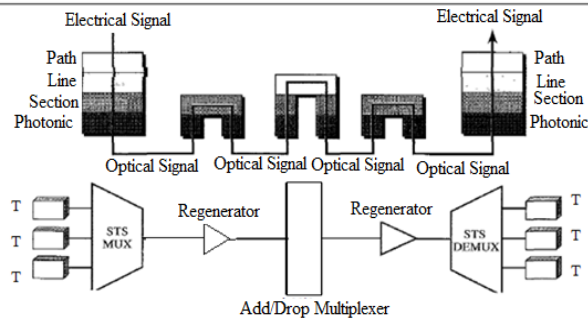 Electrical Signal
Electrical Signal
Path
Line
Section
Photonic
Path
Line
Section
Photonic
Optical Signal
Optical Signal
Optical Signal
Optical Signal
T
T
T
STS
MUX
Regenerator
Add/Drop Multiplexer
Regenerator
STS
DEMUX
T
T
T